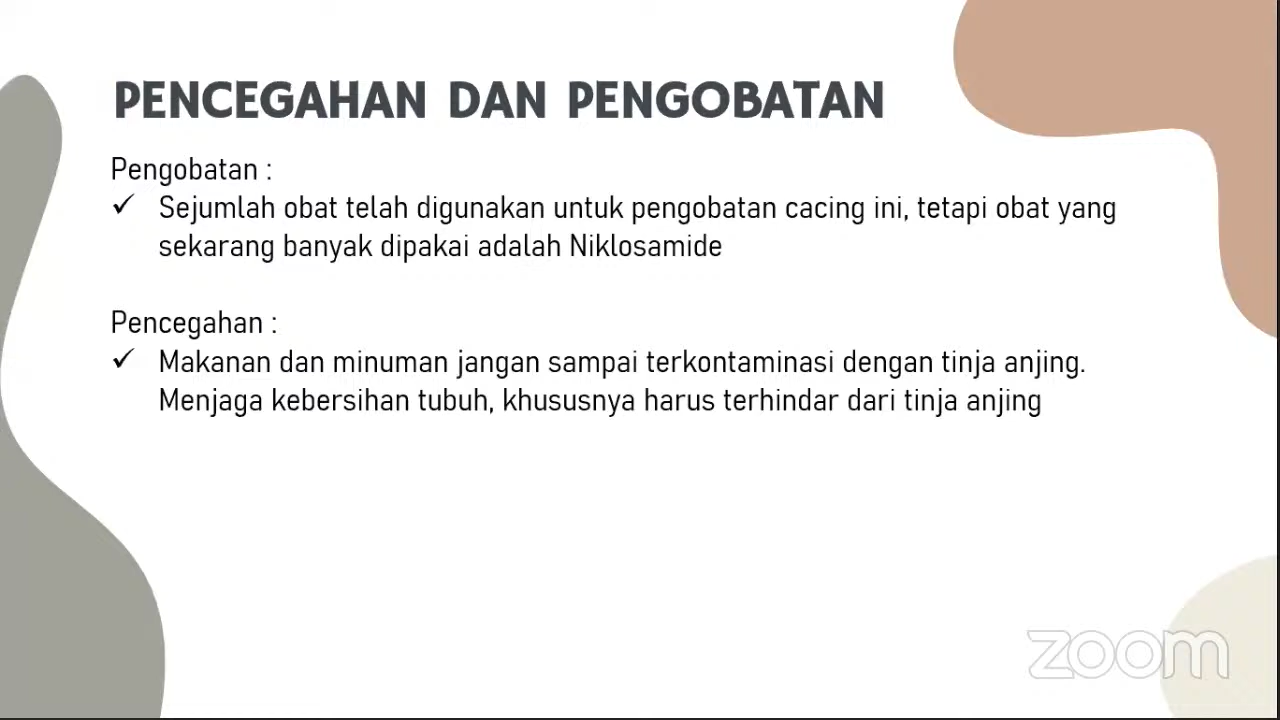 PENCEGAHAN DAN PENGOBATAN
Pengobatan :
✓ Sejumlah obat telah digunakan untuk pengobatan cacing ini, tetapi obat yang
sekarang banyak dipakai adalah Niklosamide
Pencegahan :
✓ Makanan dan minuman jangan sampai terkontaminasi dengan tinja anjing.
Menjaga kebersihan tubuh, khususnya harus terhindar dari tinja anjing
zoom